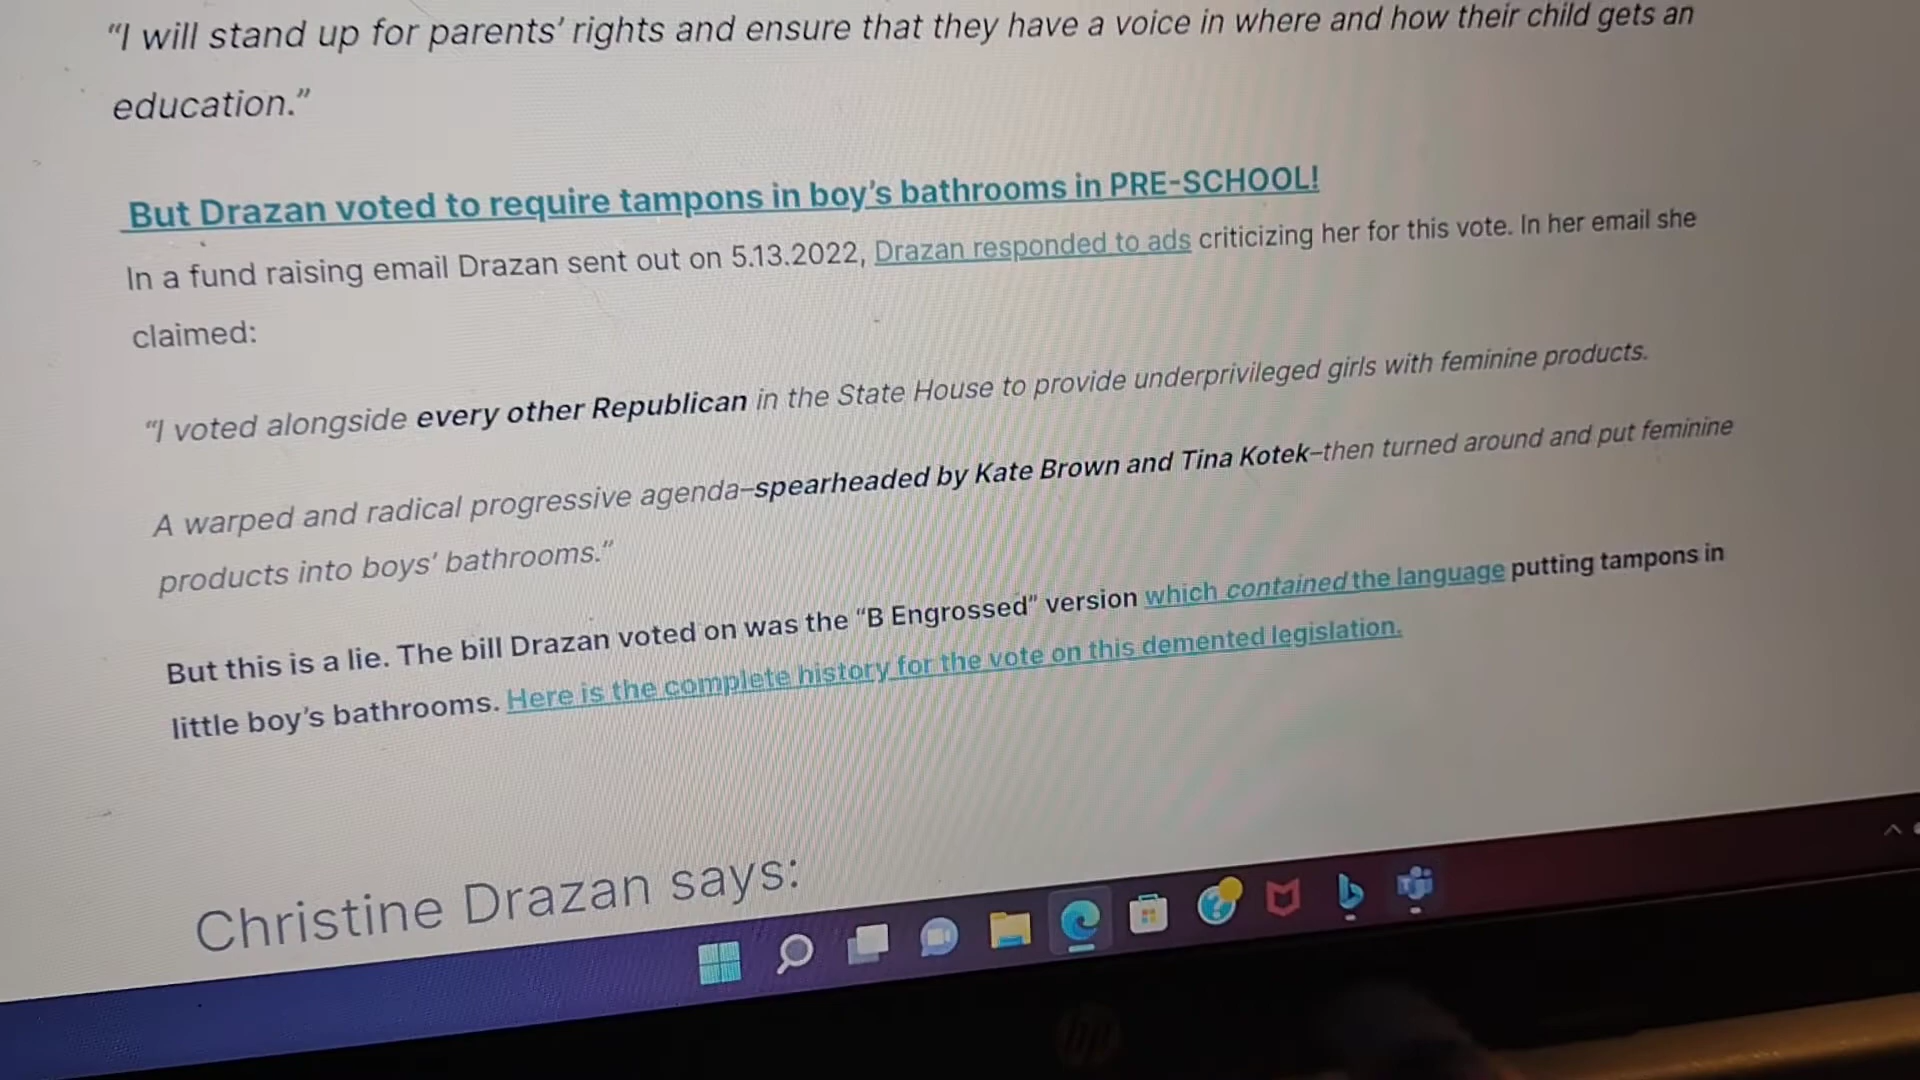 “I will stand up for parents’ rights and ensure that they have a voice in where and how their child gets an
education.”
But Drazan voted to require tampons in boy’s bathrooms in PRE-SCHOOL!
In a fund raising email Drazan sent out on 5.13.2022, Drazan responded to ads criticizing her for this vote. In her email she
claimed:
“I voted alongside every other Republican in the State House to provide underprivileged girls with feminine products.
A warped and radical progressive agenda–spearheaded by Kate Brown and Tina Kotek–then turned around and put feminine
products into boys’ bathrooms.”
But this is a lie. The bill Drazan voted on was the “B Engrossed” version which contained the language putting tampons in
little boy’s bathrooms. Here is the complete history for the vote on this demented legislation.
Christine Drazan says:
hp